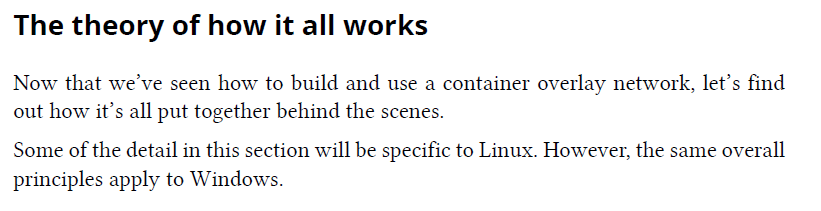 The theory of how it all works
Now that we’ve seen how to build and use a container overlay network, let’s find
out how it’s all put together behind the scenes.
Some of the detail in this section will be specific to Linux. However, the same overall
principles apply to Windows.